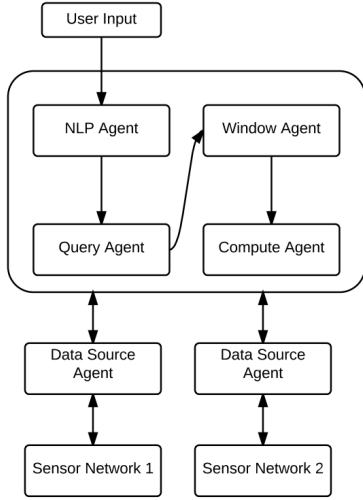 User Input
NLP Agent
Window Agent
Query Agent
Compute Agent
Data Source
Agent
Data Source
Agent
Sensor Network 1
Sensor Network 2